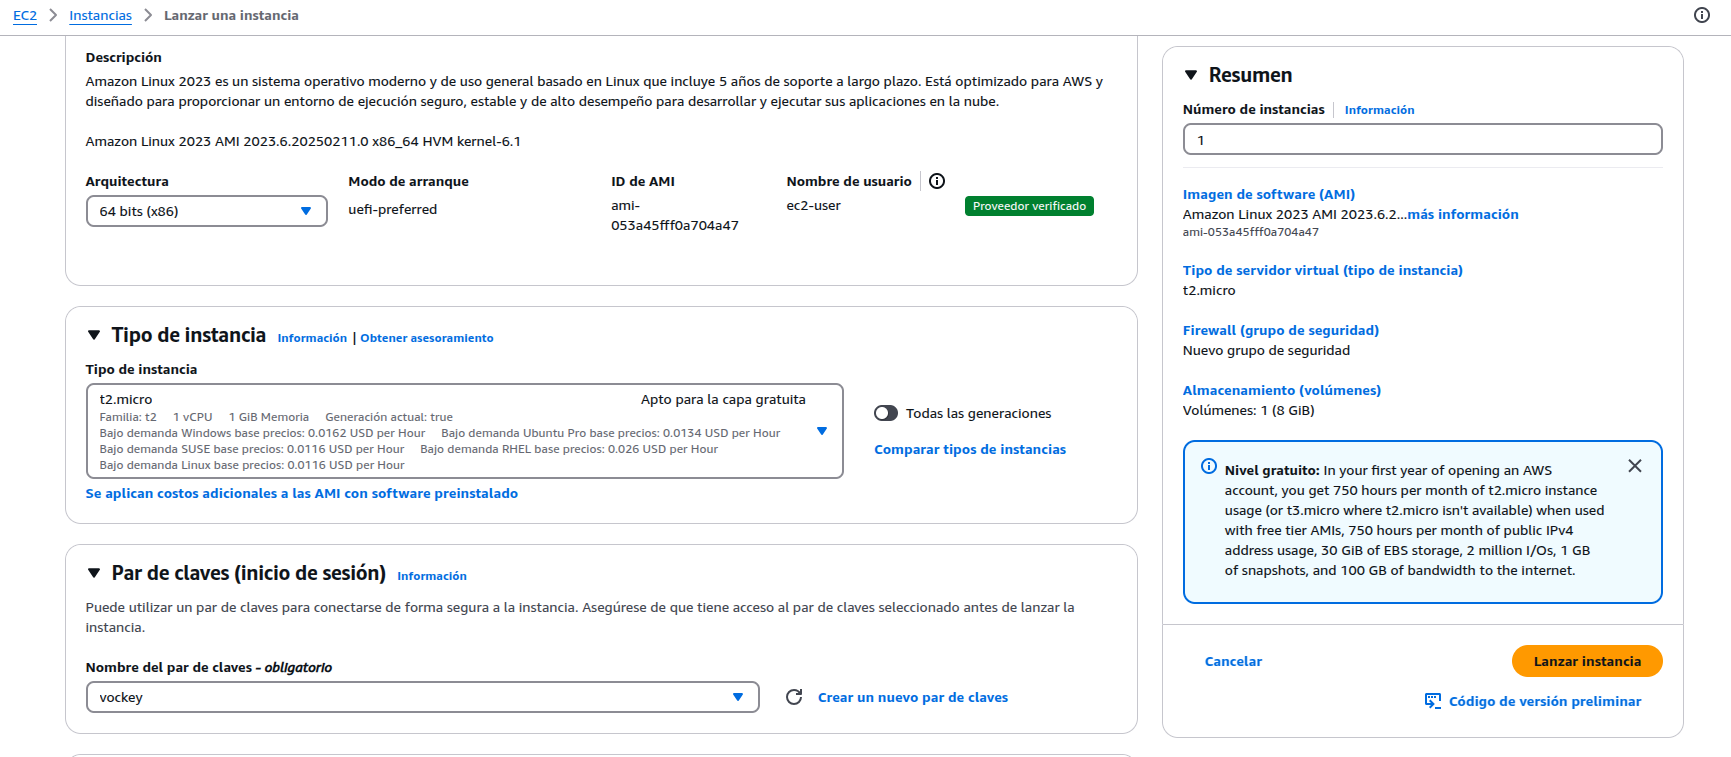 EC2 > Instancias > Lanzar una instancia
Descripción
Amazon Linux 2023 es un sistema operativo moderno y de uso general basado en Linux que incluye 5 años de soporte a largo plazo. Está optimizado para AWS y
diseñado para proporcionar un entorno de ejecución seguro, estable y de alto desempeño para desarrollar y ejecutar sus aplicaciones en la nube.
Amazon Linux 2023 AMI 2023.6.20250211.0 x86_64 HVM kernel-6.1
Arquitectura
64 bits (x86)
Modo de arranque
uefi-preferred
ID de AMI
ami-
053a45fff0a704a47
Nombre de usuario
ec2-user
Proveedor verificado
Tipo de instancia Información | Obtener asesoramiento
Tipo de instancia
t2.micro Apto para la capa gratuita
Familia: t2 1 vCPU 1 GiB Memoria Generación actual: true
Bajo demanda Windows base precios: 0.0162 USD per Hour Bajo demanda Ubuntu Pro base precios: 0.0134 USD per Hour
Bajo demanda SUSE base precios: 0.0116 USD per Hour Bajo demanda RHEL base precios: 0.026 USD per Hour
Bajo demanda Linux base precios: 0.0116 USD per Hour
Todas las generaciones
Comparar tipos de instancias
Se aplican costos adicionales a las AMI con software preinstalado
Par de claves (inicio de sesión) Información
Puede utilizar un par de claves para conectarse de forma segura a la instancia. Asegúrese de que tiene acceso al par de claves seleccionado antes de lanzar la
instancia.
Nombre del par de claves – obligatorio
vockey
Crear un nuevo par de claves
Resumen
Número de instancias | Información
1
Imagen de software (AMI)
Amazon Linux 2023 AMI 2023.6.2...más información
ami-053a45fff0a704a47
Tipo de servidor virtual (tipo de instancia)
t2.micro
Firewall (grupo de seguridad)
Nuevo grupo de seguridad
Almacenamiento (volúmenes)
Volúmenes: 1 (8 GiB)
Nivel gratuito: In your first year of opening an AWS
account, you get 750 hours per month of t2.micro instance
usage (or t3.micro where t2.micro isn't available) when used
with free tier AMIs, 750 hours per month of public IPv4
address usage, 30 GiB of EBS storage, 2 million I/Os, 1 GB
of snapshots, and 100 GB of bandwidth to the internet.
Cancelar
Lanzar instancia
Código de versión preliminar